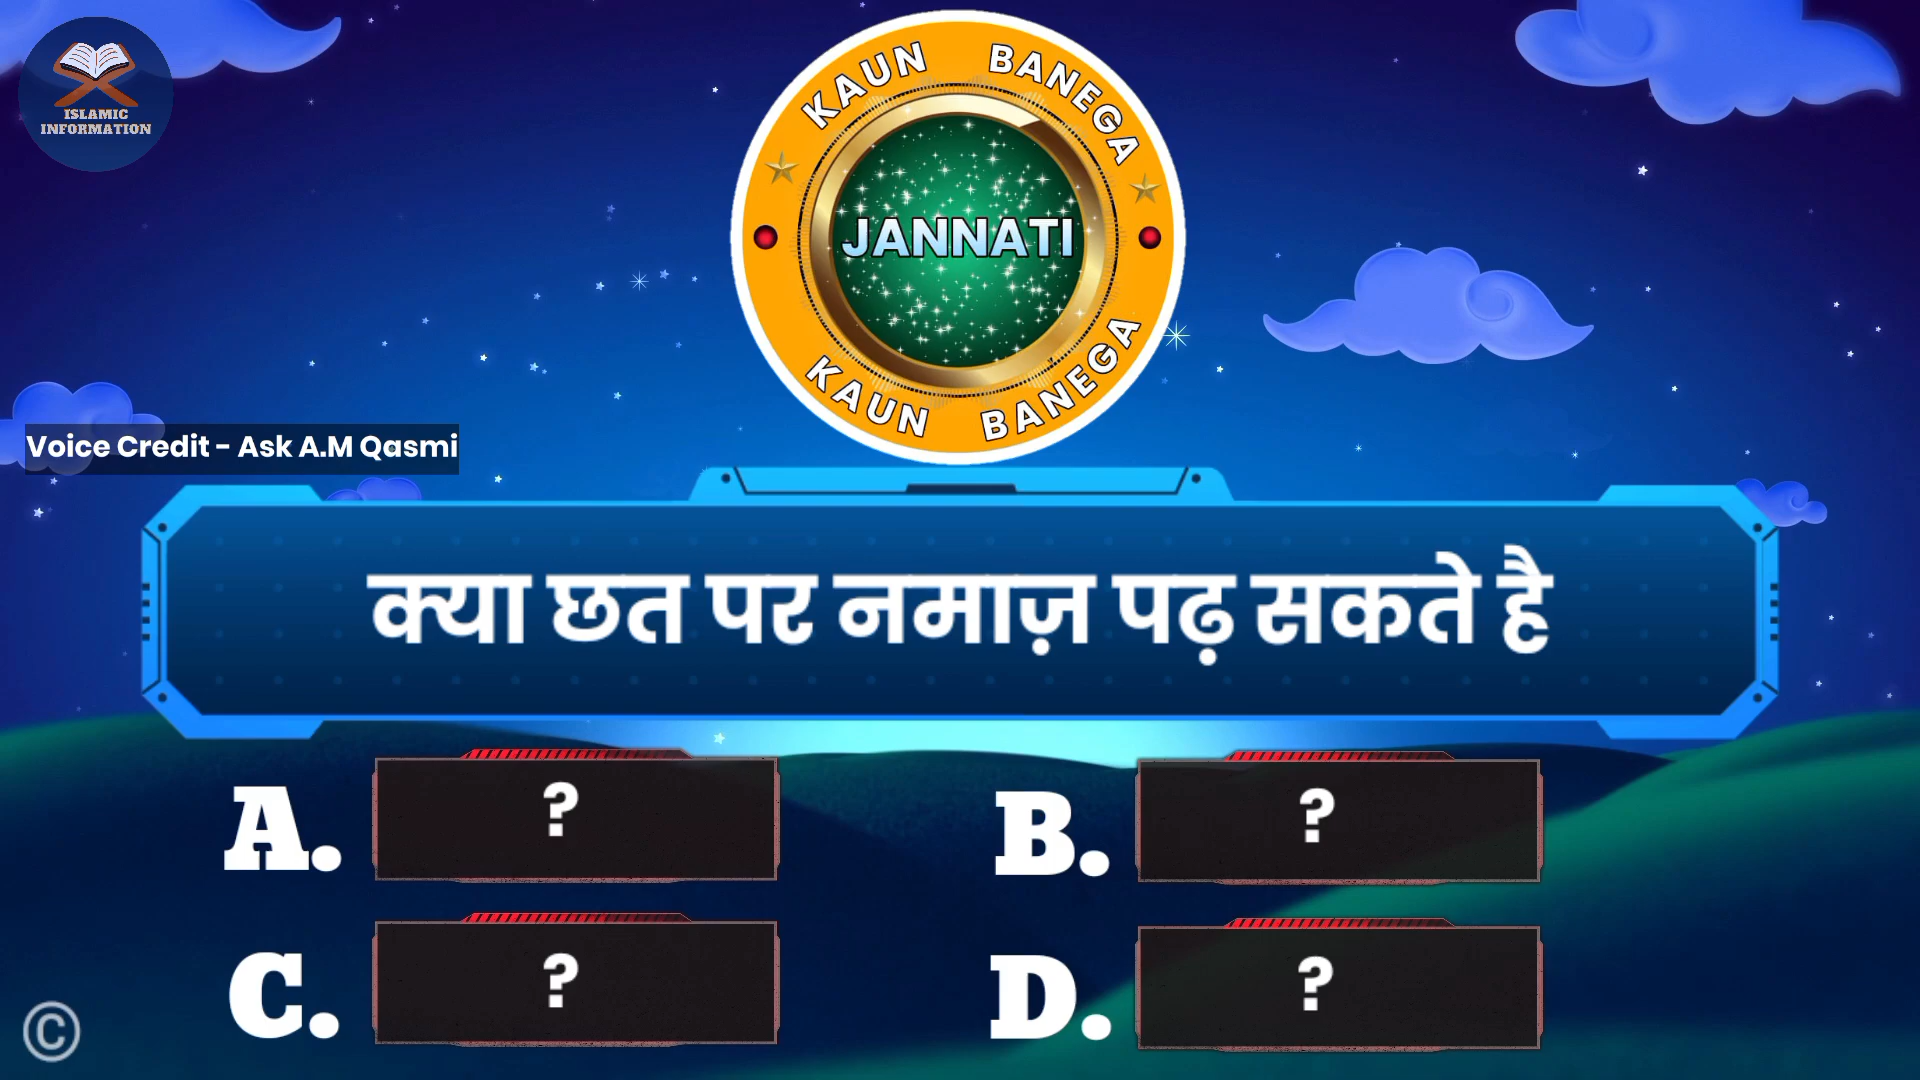 ISLAMIC
INFORMATION
KAUN BANEGA
JANNATI
KAUN BANEGA
Voice Credit - Ask A.M Qasmi
क्या छत पर नमाज़ पढ़ सकते है
A. ?
B. ?
C. ?
D. ?
©